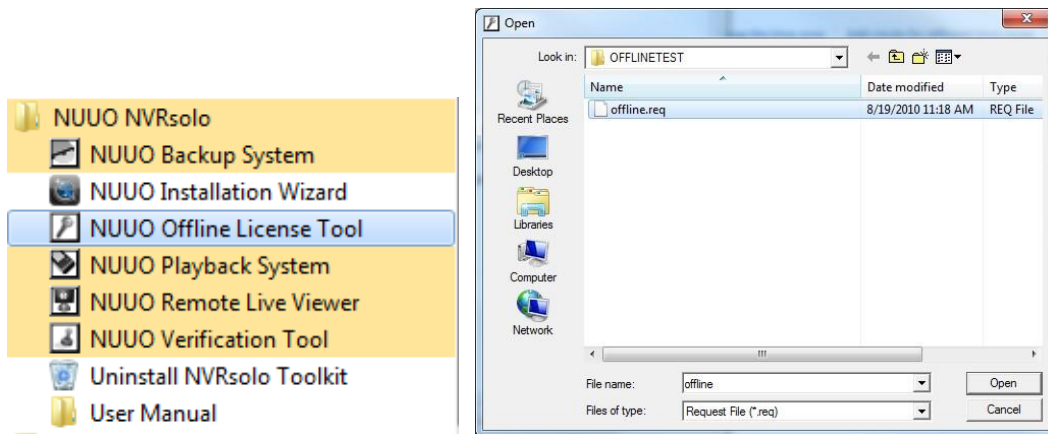 NUUO NVRsolo
NUUO Backup System
NUUO Installation Wizard
NUUO Offline License Tool
NUUO Playback System
NUUO Remote Live Viewer
NUUO Verification Tool
Uninstall NVRsolo Toolkit
User Manual
Open
Look in: OFFLINETEST
Name Date modified Type
offline.req 8/19/2010 11:18 AM REQ File
Recent Places
Desktop
Libraries
Computer
Network
File name: offline Open
Files of type: Request File (*.req) Cancel